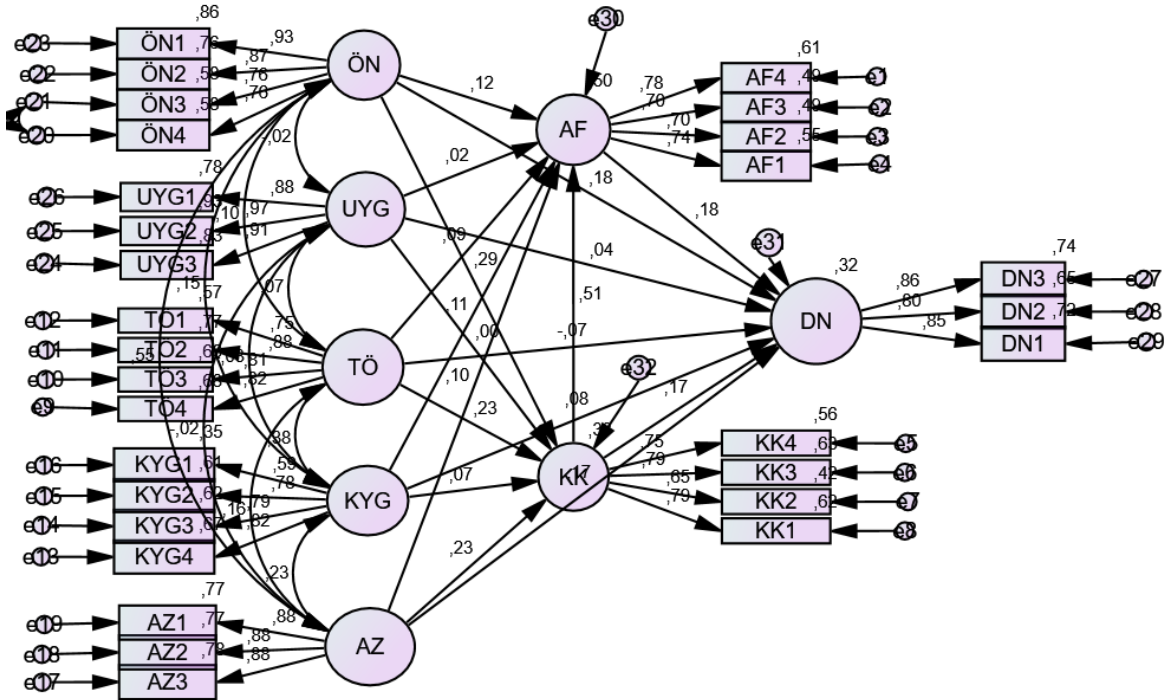 ,86
e23 ÖN1 ,93 ÖN
e22 ÖN2 ,76 ,87
e21 ÖN3 ,58 ,76
e20 ÖN4 ,58 ,76
-,02
,78
e26 UYG1 ,88 UYG
e25 UYG2 ,93 ,97
e24 UYG3 ,83 ,91
,10
,15
,57
e12 TO1 ,75 TÖ
e11 TO2 ,77 ,88
e10 TO3 ,81
e9 TO4 ,82
,07
,55
-,02
,35
e16 KYG1 ,59 KYG
e15 KYG2 ,61 ,78
e14 KYG3 ,62 ,79
e13 KYG4 ,67 ,82
,38
,16
,23
,77
e19 AZ1 ,88 AZ
e18 AZ2 ,77 ,88
e17 AZ3 ,78 ,88
e30
AF
,12
,02
,09
,29
,00
,51
,18
,18
,04
-,07
,08
,17
,11
,10
,23
,07
,23
,61
,78 AF4 e1
,70 AF3 ,49 e2
,70 AF2 ,49 e3
,74 AF1 ,55 e4
e31
,32
DN
,74
,86 DN3 e27
,80 DN2 ,65 e28
,85 DN1 ,72 e29
e32
KK
,56
,75 KK4 e5
,79 KK3 ,63 e6
,65 KK2 ,42 e7
,79 KK1 ,62 e8